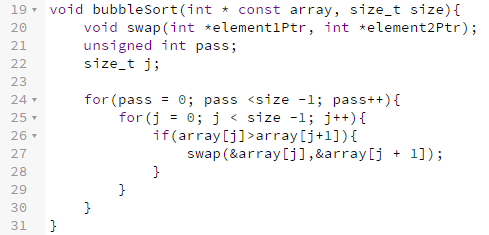 19 void bubbleSort(int * const array, size_t size){
20     void swap(int *element1Ptr, int *element2Ptr);
21     unsigned int pass;
22     size_t j;
23
24     for(pass = 0; pass <size -1; pass++){
25         for(j = 0; j < size -1; j++){
26             if(array[j]>array[j+1]){
27                 swap(&array[j],&array[j + 1]);
28             }
29         }
30     }
31 }